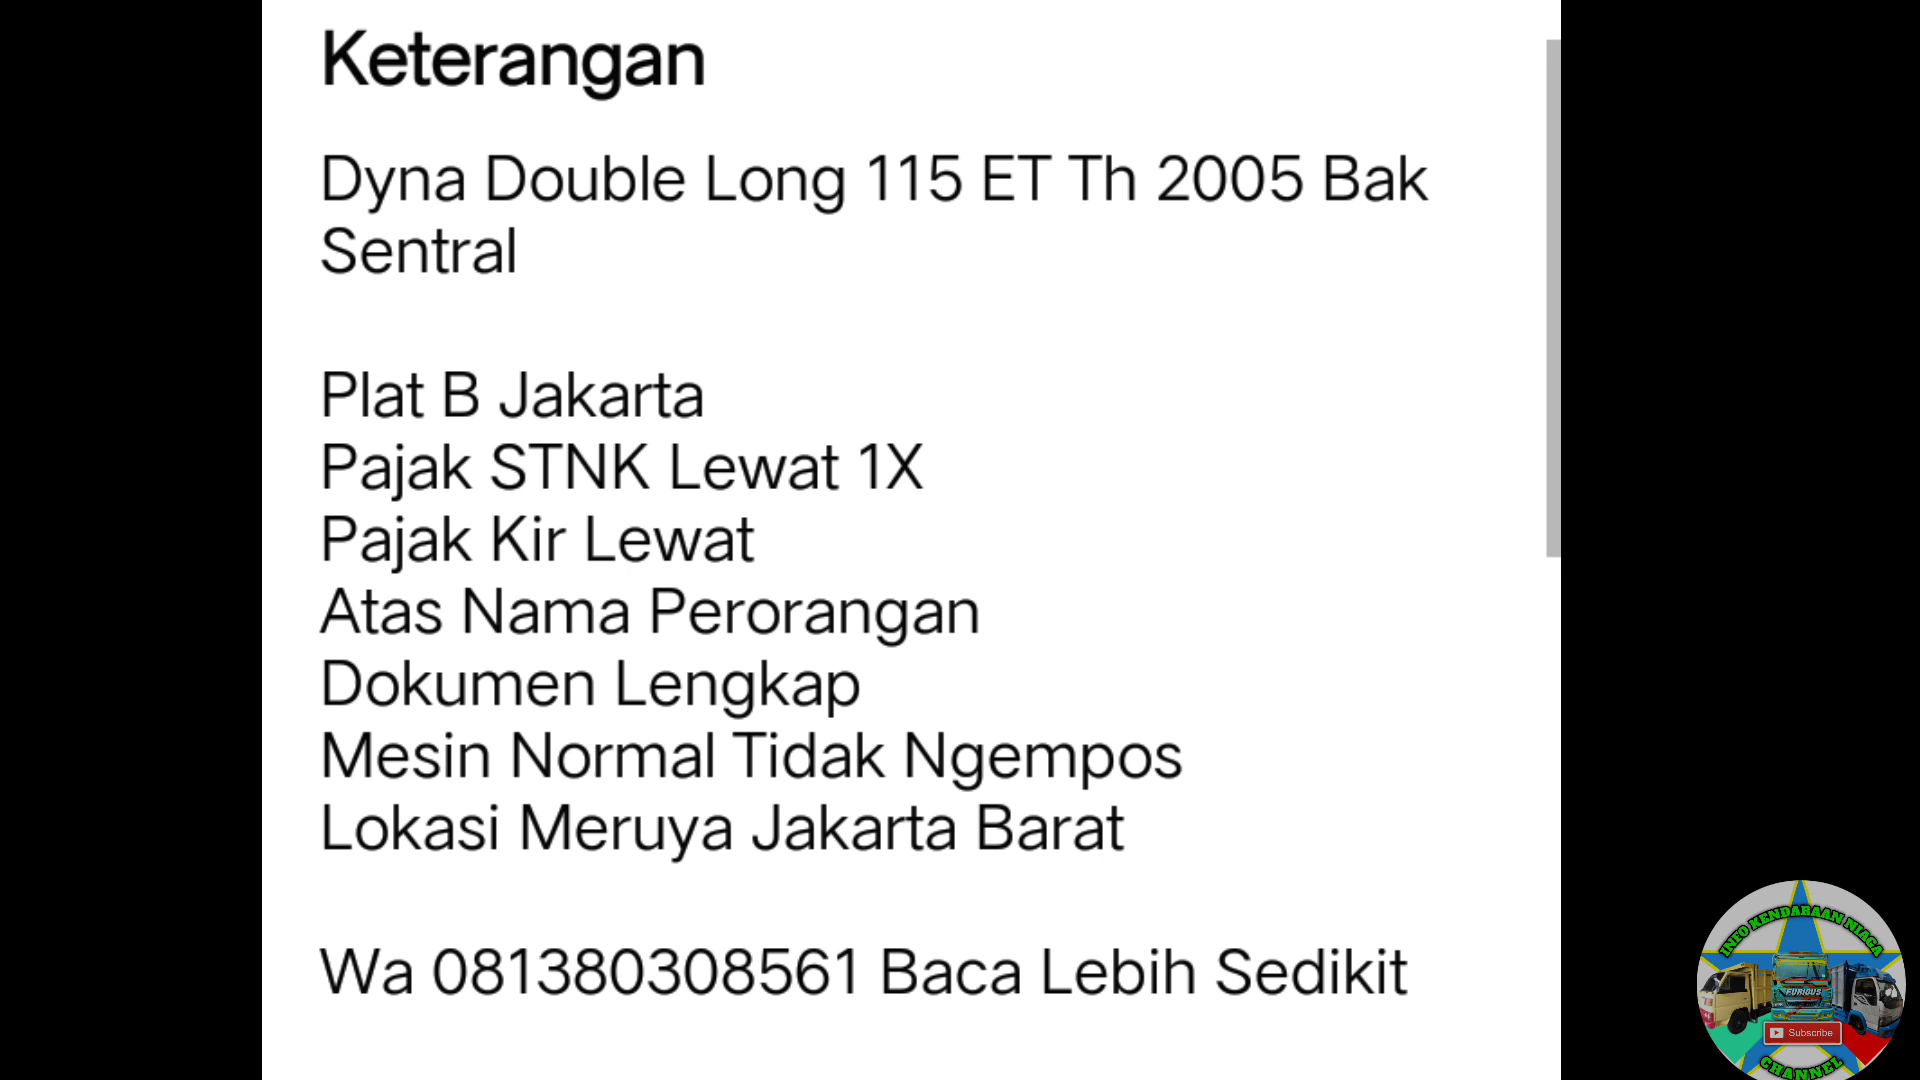 Keterangan
Dyna Double Long 115 ET Th 2005 Bak
Sentral
Plat B Jakarta
Pajak STNK Lewat 1X
Pajak Kir Lewat
Atas Nama Perorangan
Dokumen Lengkap
Mesin Normal Tidak Ngempos
Lokasi Meruya Jakarta Barat
Wa 081380308561 Baca Lebih Sedikit
INFO KENDARAAN NIAGA
FURIOUS
Subscribe
CHANNEL